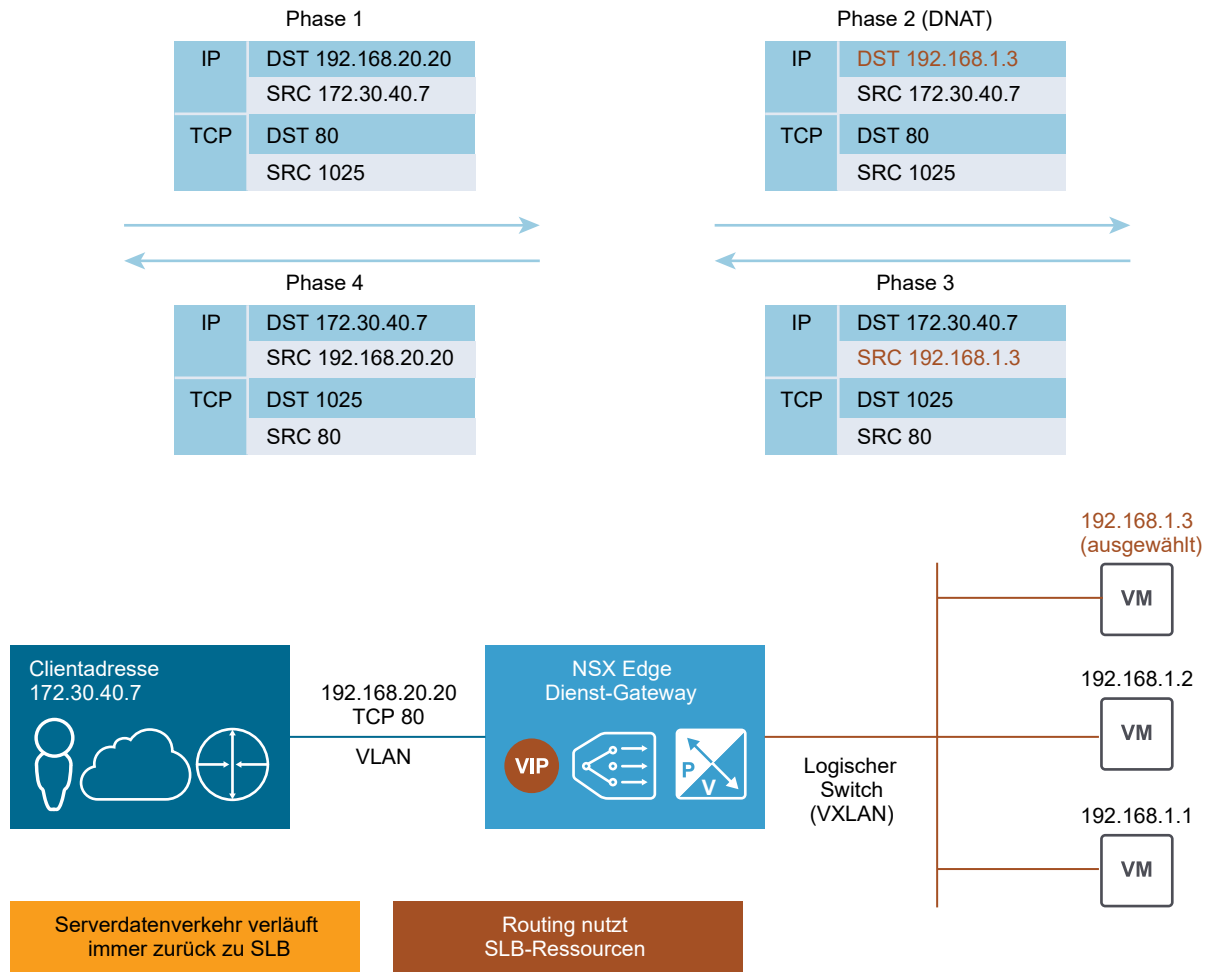 Phase 1
IP DST 192.168.20.20
SRC 172.30.40.7
TCP DST 80
SRC 1025
Phase 2 (DNAT)
IP DST 192.168.1.3
SRC 172.30.40.7
TCP DST 80
SRC 1025
Phase 4
IP DST 172.30.40.7
SRC 192.168.20.20
TCP DST 1025
SRC 80
Phase 3
IP DST 172.30.40.7
SRC 192.168.1.3
TCP DST 1025
SRC 80
Clientadresse
172.30.40.7
192.168.20.20
TCP 80
VLAN
NSX Edge
Dienst-Gateway
VIP
P
V
Logischer
Switch
(VXLAN)
192.168.1.3
(ausgewählt)
VM
192.168.1.2
VM
192.168.1.1
VM
Serverdatenverkehr verläuft
immer zurück zu SLB
Routing nutzt
SLB-Ressourcen